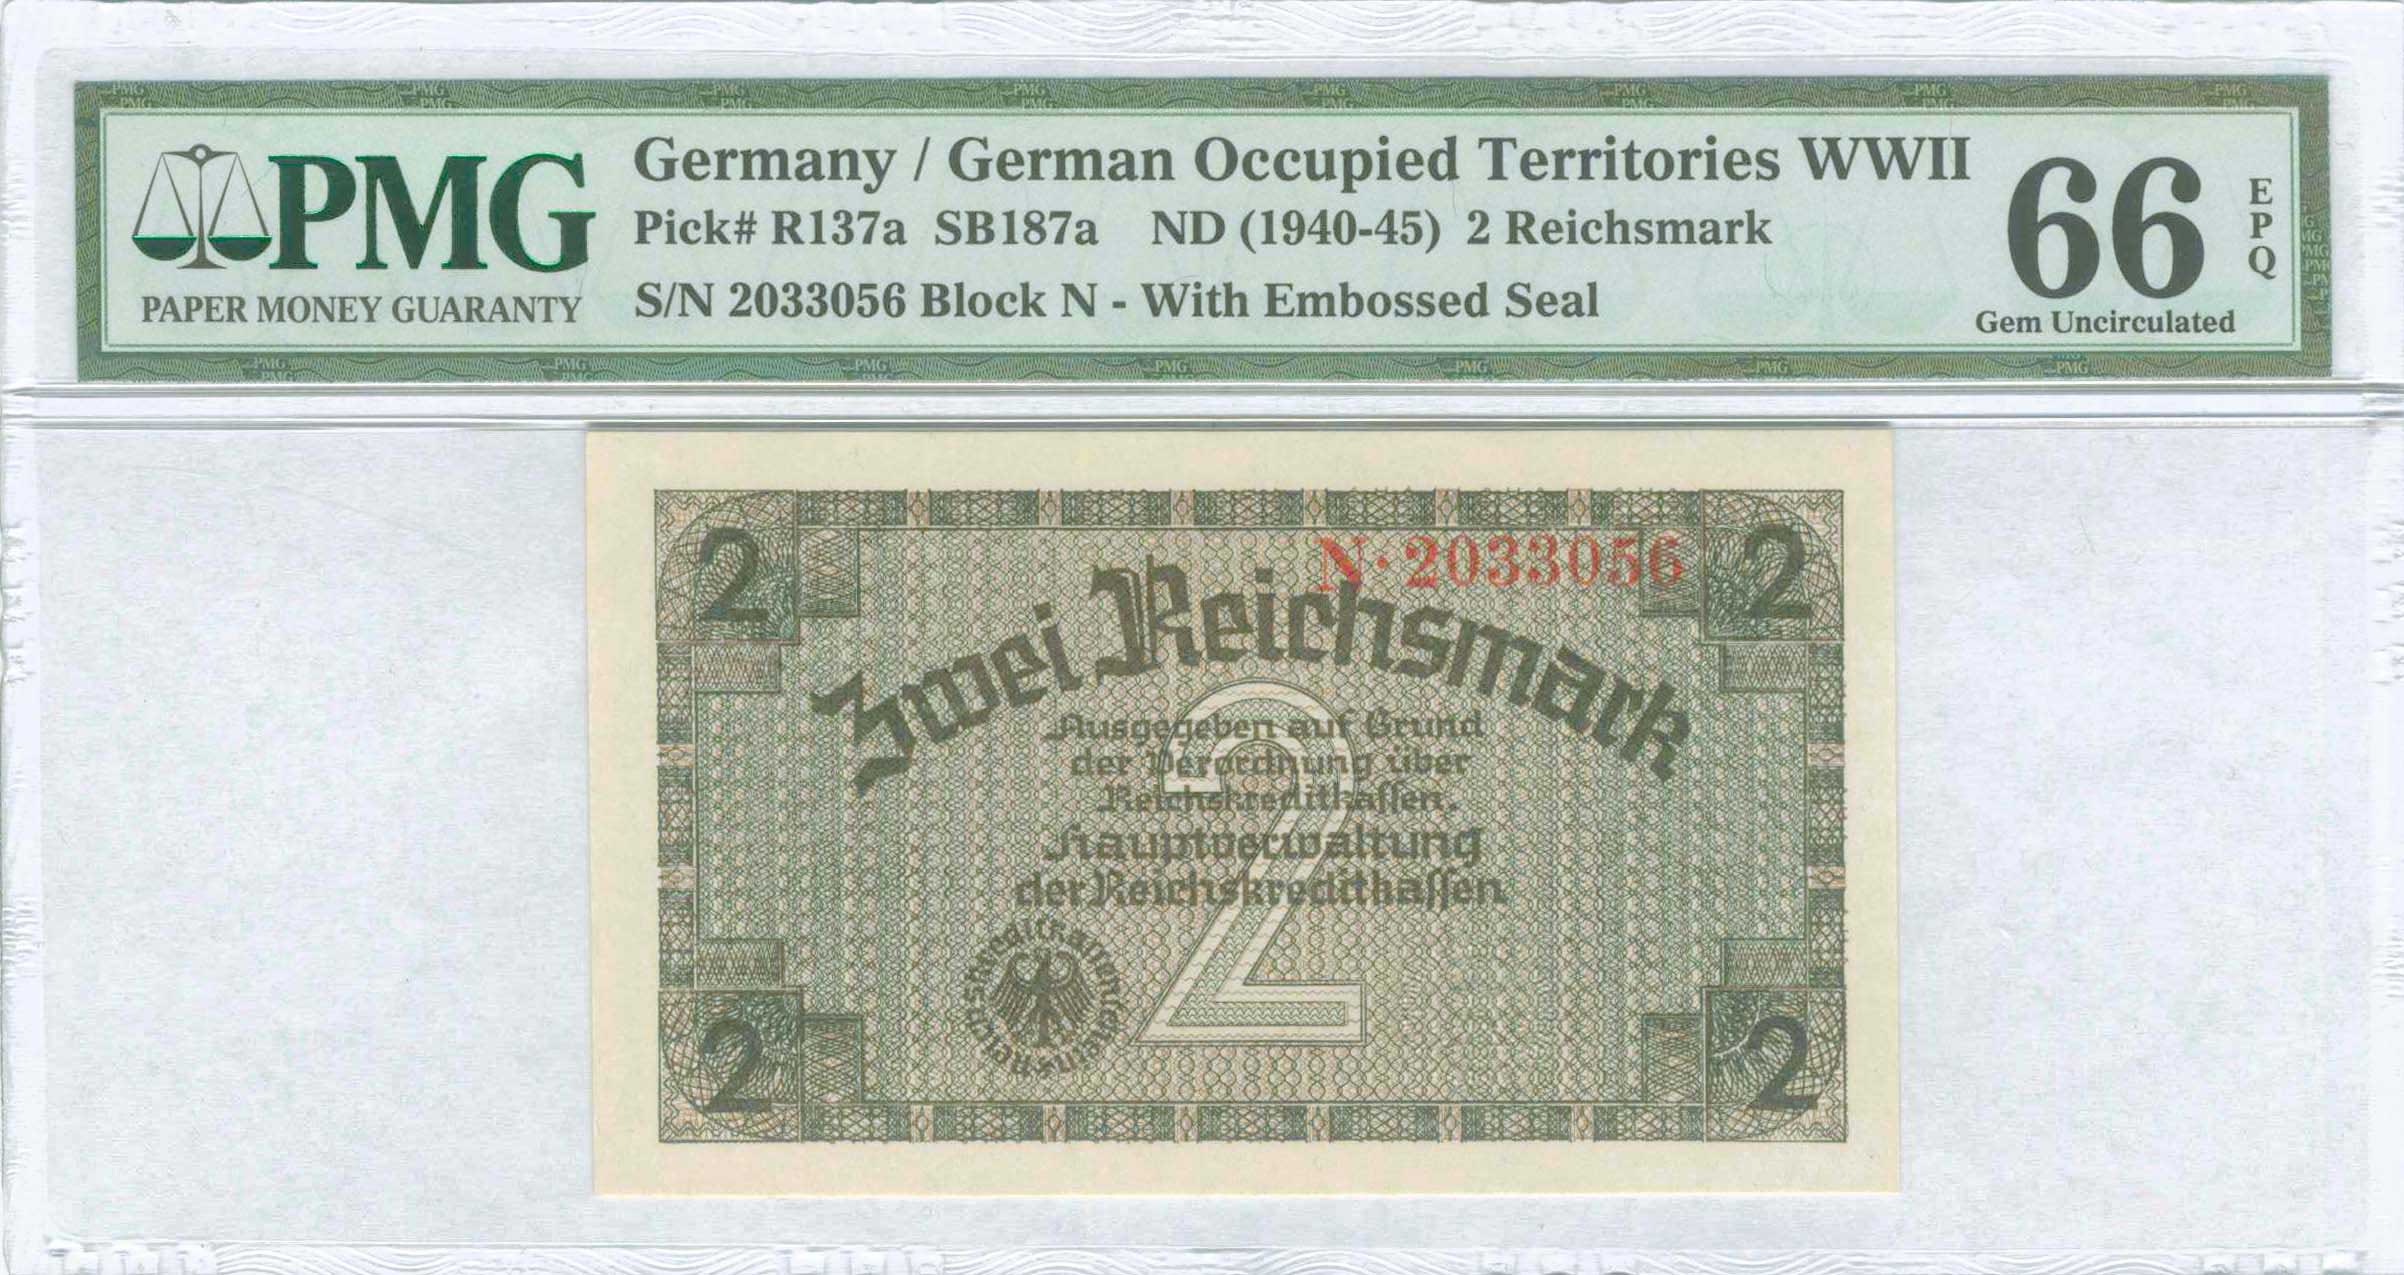 PMG
PAPER MONEY GUARANTY
Germany / German Occupied Territories WWII
Pick# R137a SB187a ND (1940-45) 2 Reichsmark
S/N 2033056 Block N - With Embossed Seal
66
EPQ
Gem Uncirculated
2
N·2033056
2
Zwei Reichsmark
Ausgegeben auf Grund
der Verordnung über
Reichskreditkassen.
Hauptverwaltung
der Reichskreditkassen
2
2
2